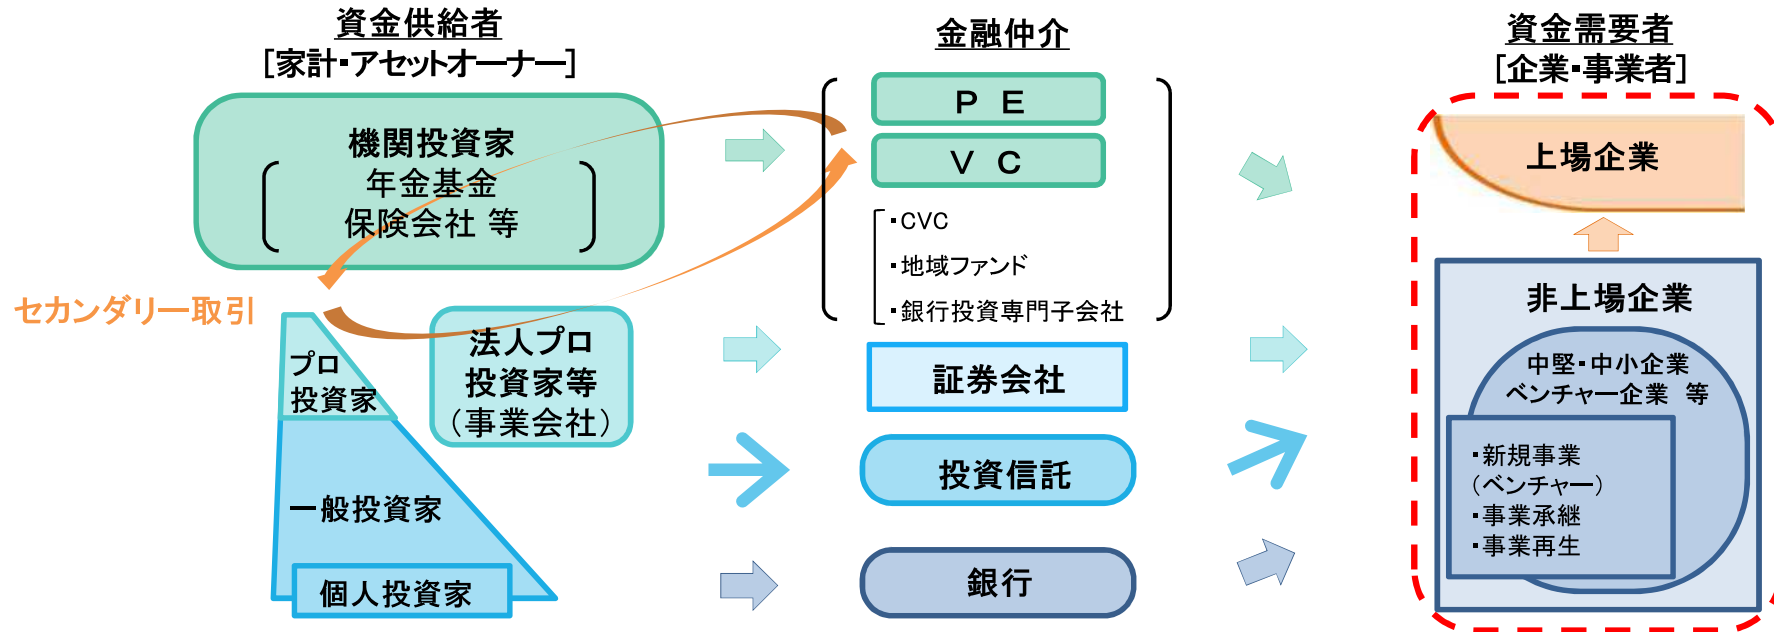 資金供給者
[家計・アセットオーナー]
機関投資家
年金基金
保険会社 等
セカンダリー取引
プロ
投資家
法人プロ
投資家等
（事業会社）
一般投資家
個人投資家
金融仲介
ＰＥ
ＶＣ
・CVC
・地域ファンド
・銀行投資専門子会社
証券会社
投資信託
銀行
資金需要者
[企業・事業者]
上場企業
非上場企業
中堅・中小企業
ベンチャー企業 等
・新規事業
（ベンチャー）
・事業承継
・事業再生